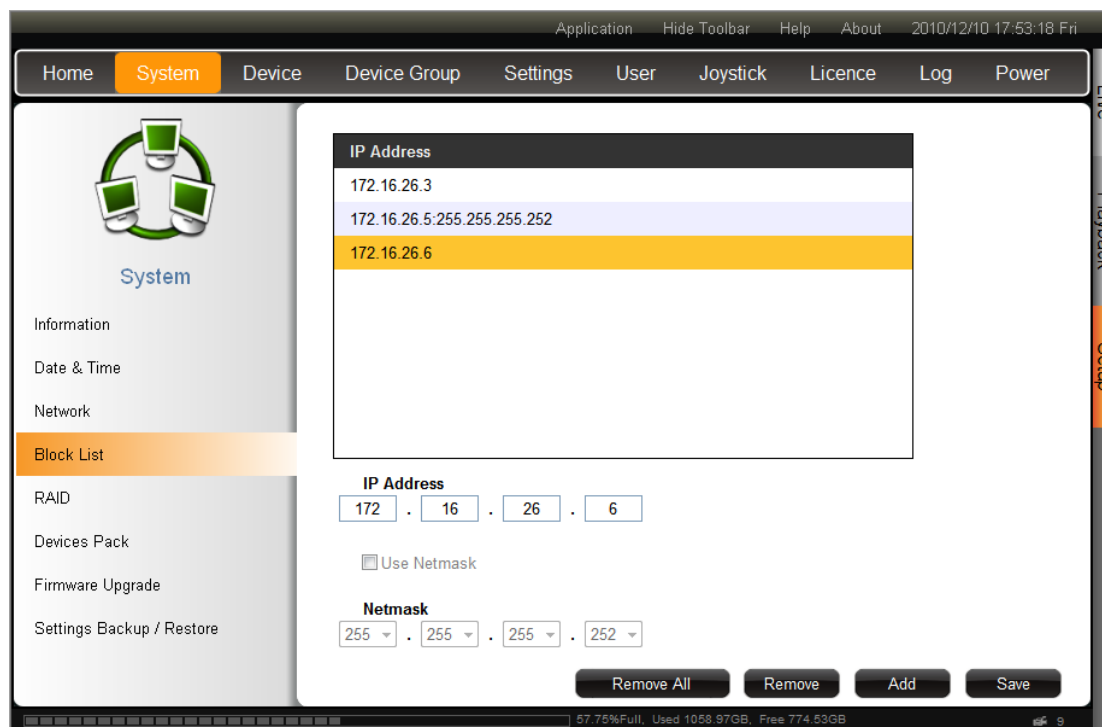 Application Hide Toolbar Help About 2010/12/10 17:53:18 Fri
Home System Device Device Group Settings User Joystick Licence Log Power
System
Information
Date & Time
Network
Block List
RAID
Devices Pack
Firmware Upgrade
Settings Backup / Restore
IP Address
172.16.26.3
172.16.26.5:255.255.255.252
172.16.26.6
IP Address
172 . 16 . 26 . 6
Use Netmask
Netmask
255 . 255 . 255 . 252
Remove All Remove Add Save
57.75%Full, Used 1058.97GB, Free 774.53GB
9